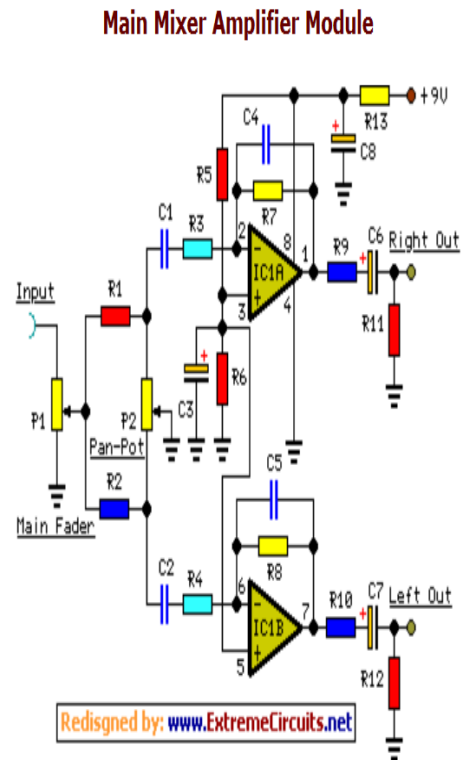 Main Mixer Amplifier Module
+9V
R13
C4
+
C8
R5
R7
C1
R3
2
-
8
1
R9
C6
+
Right Out
IC1A
Input
R1
+
3
4
R11
+
R6
P1
P2
C3
Pan-Pot
R2
C5
Main Fader
R8
C2
R4
6
-
7
R10
C7
+
Left Out
IC1B
+
5
R12
Redisgned by: www.ExtremeCircuits.net